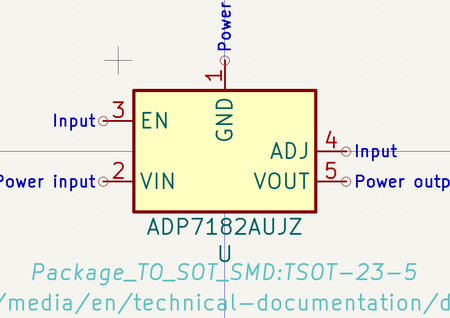 Power
1
GND
Input 3 EN
ADJ 4 Input
Power input 2 VIN
VOUT 5 Power outp
ADP7182AUJZ
U
Package_TO_SOT_SMD:TSOT-23-5
/media/en/technical-documentation/d